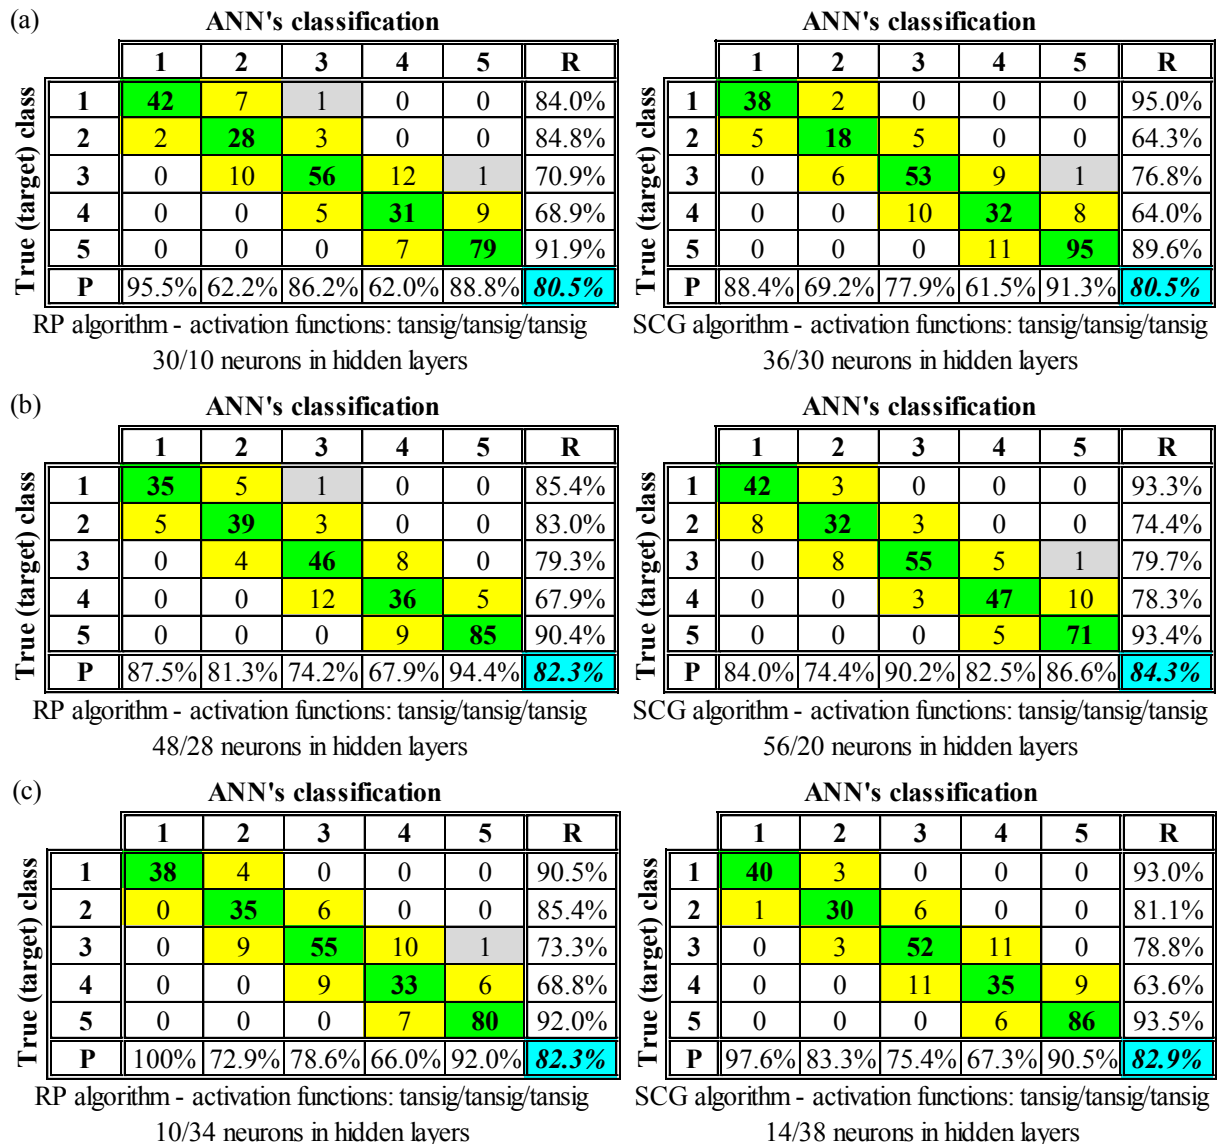 (a)
ANN's classification
1 2 3 4 5 R
True (target) class
1 42 7 1 0 0 84.0%
2 2 28 3 0 0 84.8%
3 0 10 56 12 1 70.9%
4 0 0 5 31 9 68.9%
5 0 0 0 7 79 91.9%
P 95.5% 62.2% 86.2% 62.0% 88.8% 80.5%
RP algorithm - activation functions: tansig/tansig/tansig
30/10 neurons in hidden layers
ANN's classification
1 2 3 4 5 R
True (target) class
1 38 2 0 0 0 95.0%
2 5 18 5 0 0 64.3%
3 0 6 53 9 1 76.8%
4 0 0 10 32 8 64.0%
5 0 0 0 11 95 89.6%
P 88.4% 69.2% 77.9% 61.5% 91.3% 80.5%
SCG algorithm - activation functions: tansig/tansig/tansig
36/30 neurons in hidden layers
(b)
ANN's classification
1 2 3 4 5 R
True (target) class
1 35 5 1 0 0 85.4%
2 5 39 3 0 0 83.0%
3 0 4 46 8 0 79.3%
4 0 0 12 36 5 67.9%
5 0 0 0 9 85 90.4%
P 87.5% 81.3% 74.2% 67.9% 94.4% 82.3%
RP algorithm - activation functions: tansig/tansig/tansig
48/28 neurons in hidden layers
ANN's classification
1 2 3 4 5 R
True (target) class
1 42 3 0 0 0 93.3%
2 8 32 3 0 0 74.4%
3 0 8 55 5 1 79.7%
4 0 0 3 47 10 78.3%
5 0 0 0 5 71 93.4%
P 84.0% 74.4% 90.2% 82.5% 86.6% 84.3%
SCG algorithm - activation functions: tansig/tansig/tansig
56/20 neurons in hidden layers
(c)
ANN's classification
1 2 3 4 5 R
True (target) class
1 38 4 0 0 0 90.5%
2 0 35 6 0 0 85.4%
3 0 9 55 10 1 73.3%
4 0 0 9 33 6 68.8%
5 0 0 0 7 80 92.0%
P 100% 72.9% 78.6% 66.0% 92.0% 82.3%
RP algorithm - activation functions: tansig/tansig/tansig
10/34 neurons in hidden layers
ANN's classification
1 2 3 4 5 R
True (target) class
1 40 3 0 0 0 93.0%
2 1 30 6 0 0 81.1%
3 0 3 52 11 0 78.8%
4 0 0 11 35 9 63.6%
5 0 0 0 6 86 93.5%
P 97.6% 83.3% 75.4% 67.3% 90.5% 82.9%
SCG algorithm - activation functions: tansig/tansig/tansig
14/38 neurons in hidden layers